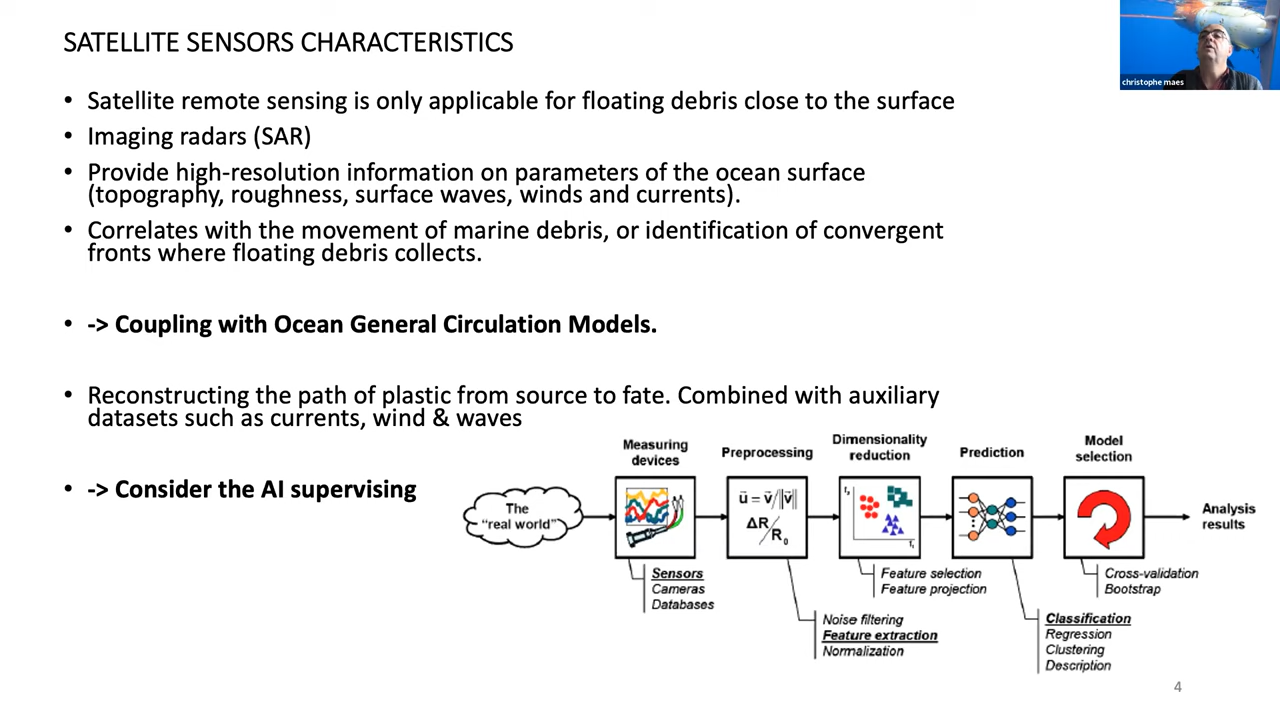 SATELLITE SENSORS CHARACTERISTICS
christophe maes
• Satellite remote sensing is only applicable for floating debris close to the surface
• Imaging radars (SAR)
• Provide high-resolution information on parameters of the ocean surface
(topography, roughness, surface waves, winds and currents).
• Correlates with the movement of marine debris, or identification of convergent
fronts where floating debris collects.
• -> Coupling with Ocean General Circulation Models.
• Reconstructing the path of plastic from source to fate. Combined with auxiliary
datasets such as currents, wind & waves
• -> Consider the AI supervising
The
"real world"
Measuring
devices
Sensors
Cameras
Databases
Preprocessing
ū = v̄/||v̄||
ΔR/R₀
Noise filtering
Feature extraction
Normalization
Dimensionality
reduction
Feature selection
Feature projection
Prediction
Classification
Regression
Clustering
Description
Model
selection
Cross-validation
Bootstrap
Analysis
results
4